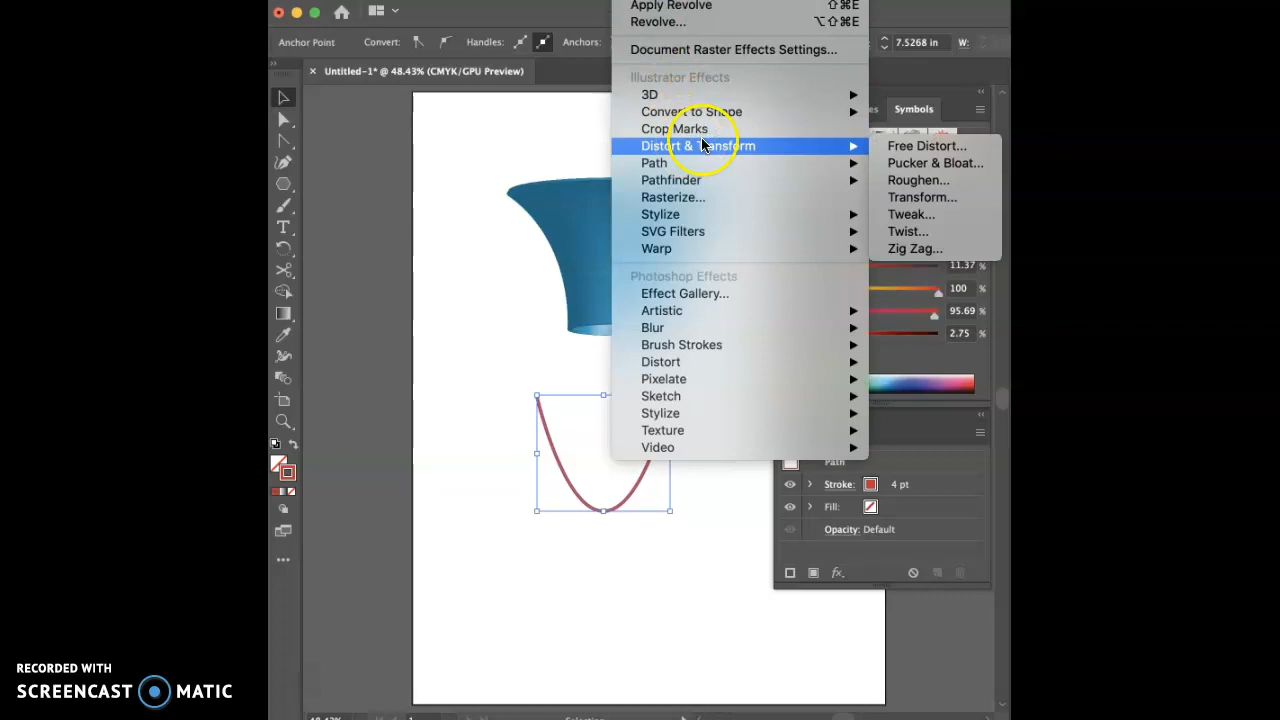 Apply Revolve ⇧⌘E
Revolve... ⌥⇧⌘E
Anchor Point Convert: Handles: Anchors: 7.5268 in W:
Document Raster Effects Settings...
Untitled-1* @ 48.43% (CMYK/GPU Preview)
Illustrator Effects
3D
Symbols
Convert to Shape
Crop Marks
Distort & Transform
Free Distort...
Path
Pucker & Bloat...
Pathfinder
Roughen...
Rasterize...
Transform...
Stylize
Tweak...
SVG Filters
Twist...
Warp
Zig Zag...
11.37 %
Photoshop Effects
100 %
Effect Gallery...
Artistic
95.69 %
Blur
2.75 %
Brush Strokes
Distort
Pixelate
Sketch
Stylize
Texture
Video
Path
Stroke: 4 pt
Fill:
Opacity: Default
fx
RECORDED WITH
SCREENCAST MATIC